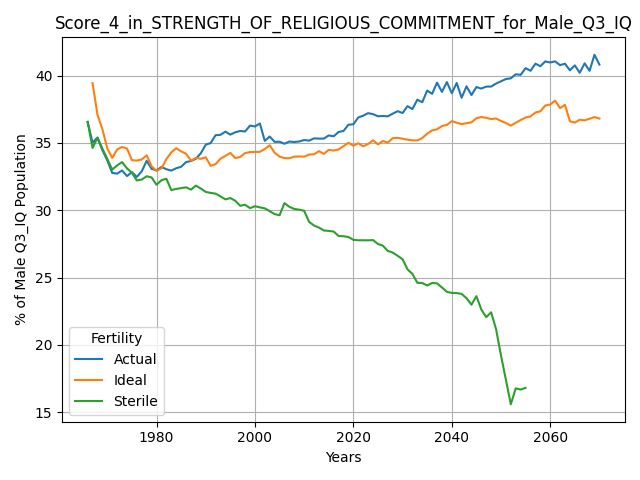 Score_4_in_STRENGTH_OF_RELIGIOUS_COMMITMENT_for_Male_Q3_IQ
% of Male Q3_IQ Population
40
35
30
25
20
15
Fertility
Actual
Ideal
Sterile
1980 2000 2020 2040 2060
Years